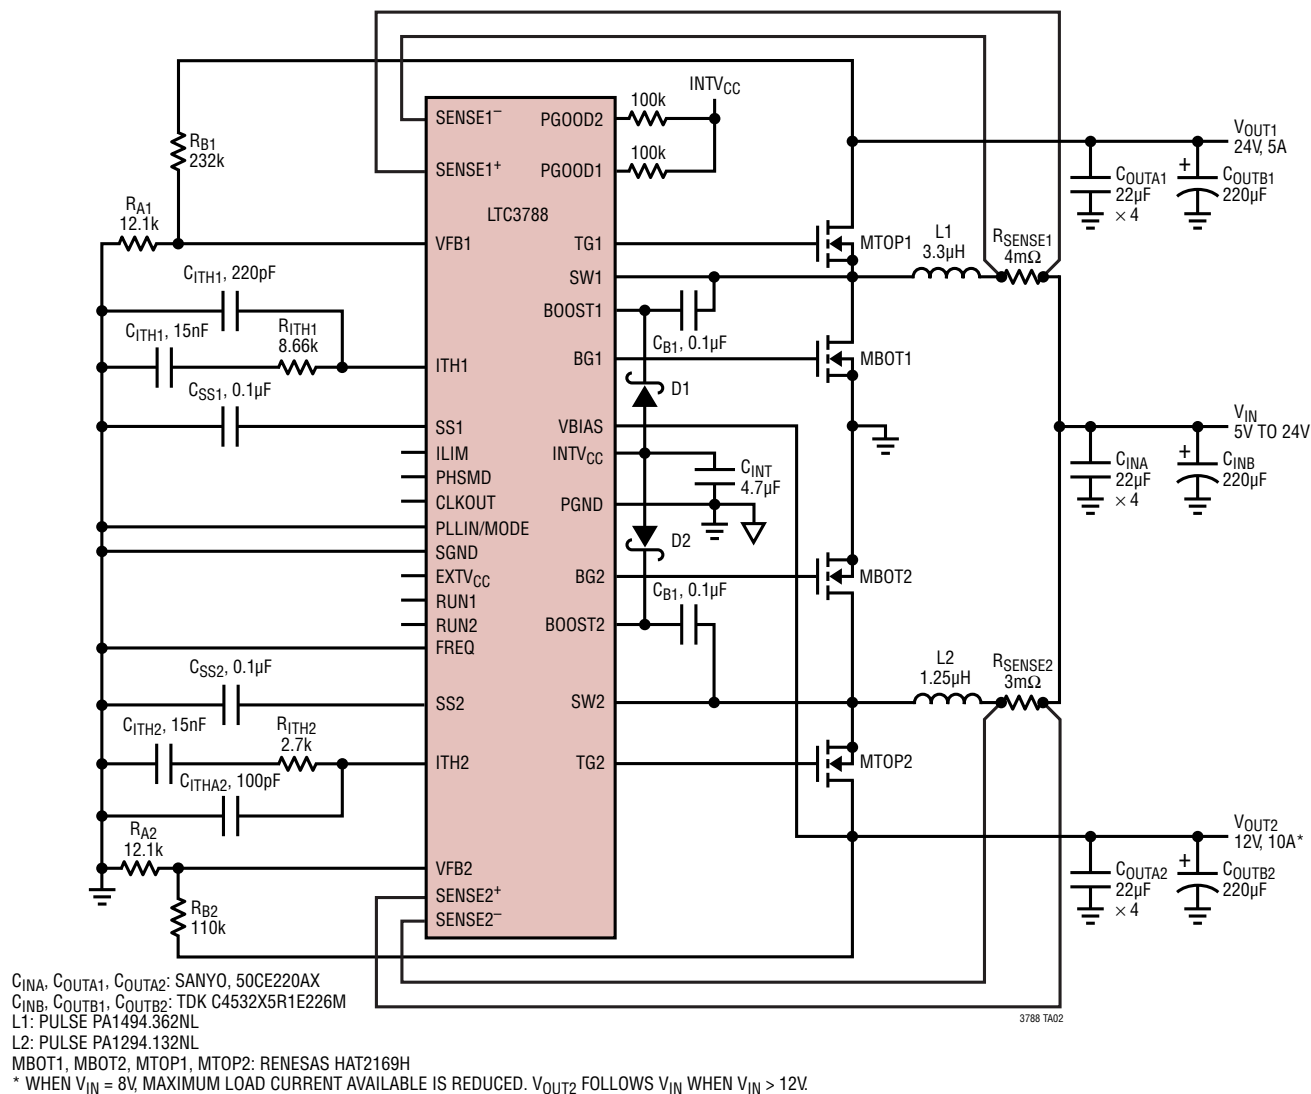 INTVCC
100k
100k
RB1
232k
RA1
12.1k
CITH1, 220pF
CITH1, 15nF
RITH1
8.66k
CSS1, 0.1µF
SENSE1–
SENSE1+
LTC3788
VFB1
ITH1
SS1
ILIM
PHSMD
CLKOUT
PLLIN/MODE
SGND
EXTVCC
RUN1
RUN2
FREQ
SS2
ITH2
VFB2
SENSE2+
SENSE2–
PGOOD2
PGOOD1
TG1
SW1
BOOST1
BG1
VBIAS
INTVCC
PGND
BG2
BOOST2
SW2
TG2
CB1, 0.1µF
D1
CINT
4.7µF
D2
CB1, 0.1µF
MTOP1
MBOT1
MBOT2
MTOP2
L1
3.3µH
RSENSE1
4mΩ
L2
1.25µH
RSENSE2
3mΩ
VOUT1
24V, 5A
COUTA1
22µF
× 4
+
COUTB1
220µF
VIN
5V TO 24V
CINA
22µF
× 4
+
CINB
220µF
VOUT2
12V, 10A*
COUTA2
22µF
× 4
+
COUTB2
220µF
CSS2, 0.1µF
CITH2, 15nF
RITH2
2.7k
CITHA2, 100pF
RA2
12.1k
RB2
110k
3788 TA02
CINA, COUTA1, COUTA2: SANYO, 50CE220AX
CINB, COUTB1, COUTB2: TDK C4532X5R1E226M
L1: PULSE PA1494.362NL
L2: PULSE PA1294.132NL
MBOT1, MBOT2, MTOP1, MTOP2: RENESAS HAT2169H
* WHEN VIN = 8V, MAXIMUM LOAD CURRENT AVAILABLE IS REDUCED. VOUT2 FOLLOWS VIN WHEN VIN > 12V.